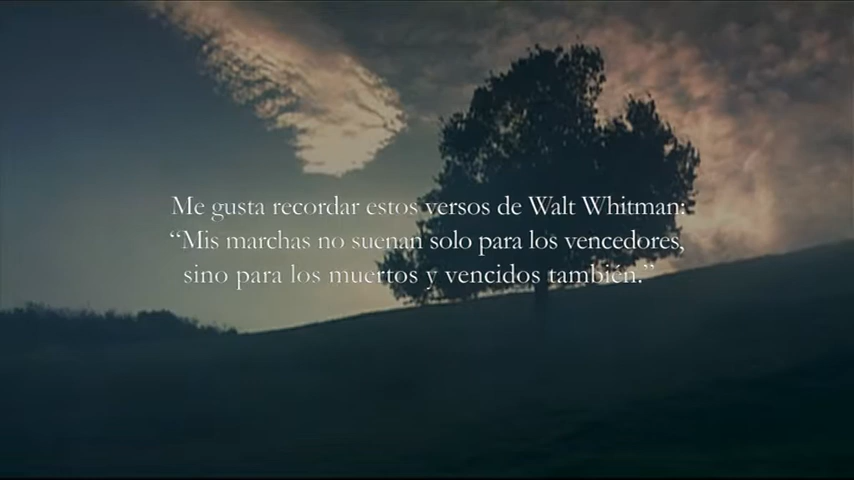 Me gusta recordar estos versos de Walt Whitman:
“Mis marchas no suenan solo para los vencedores,
sino para los muertos y vencidos también.”